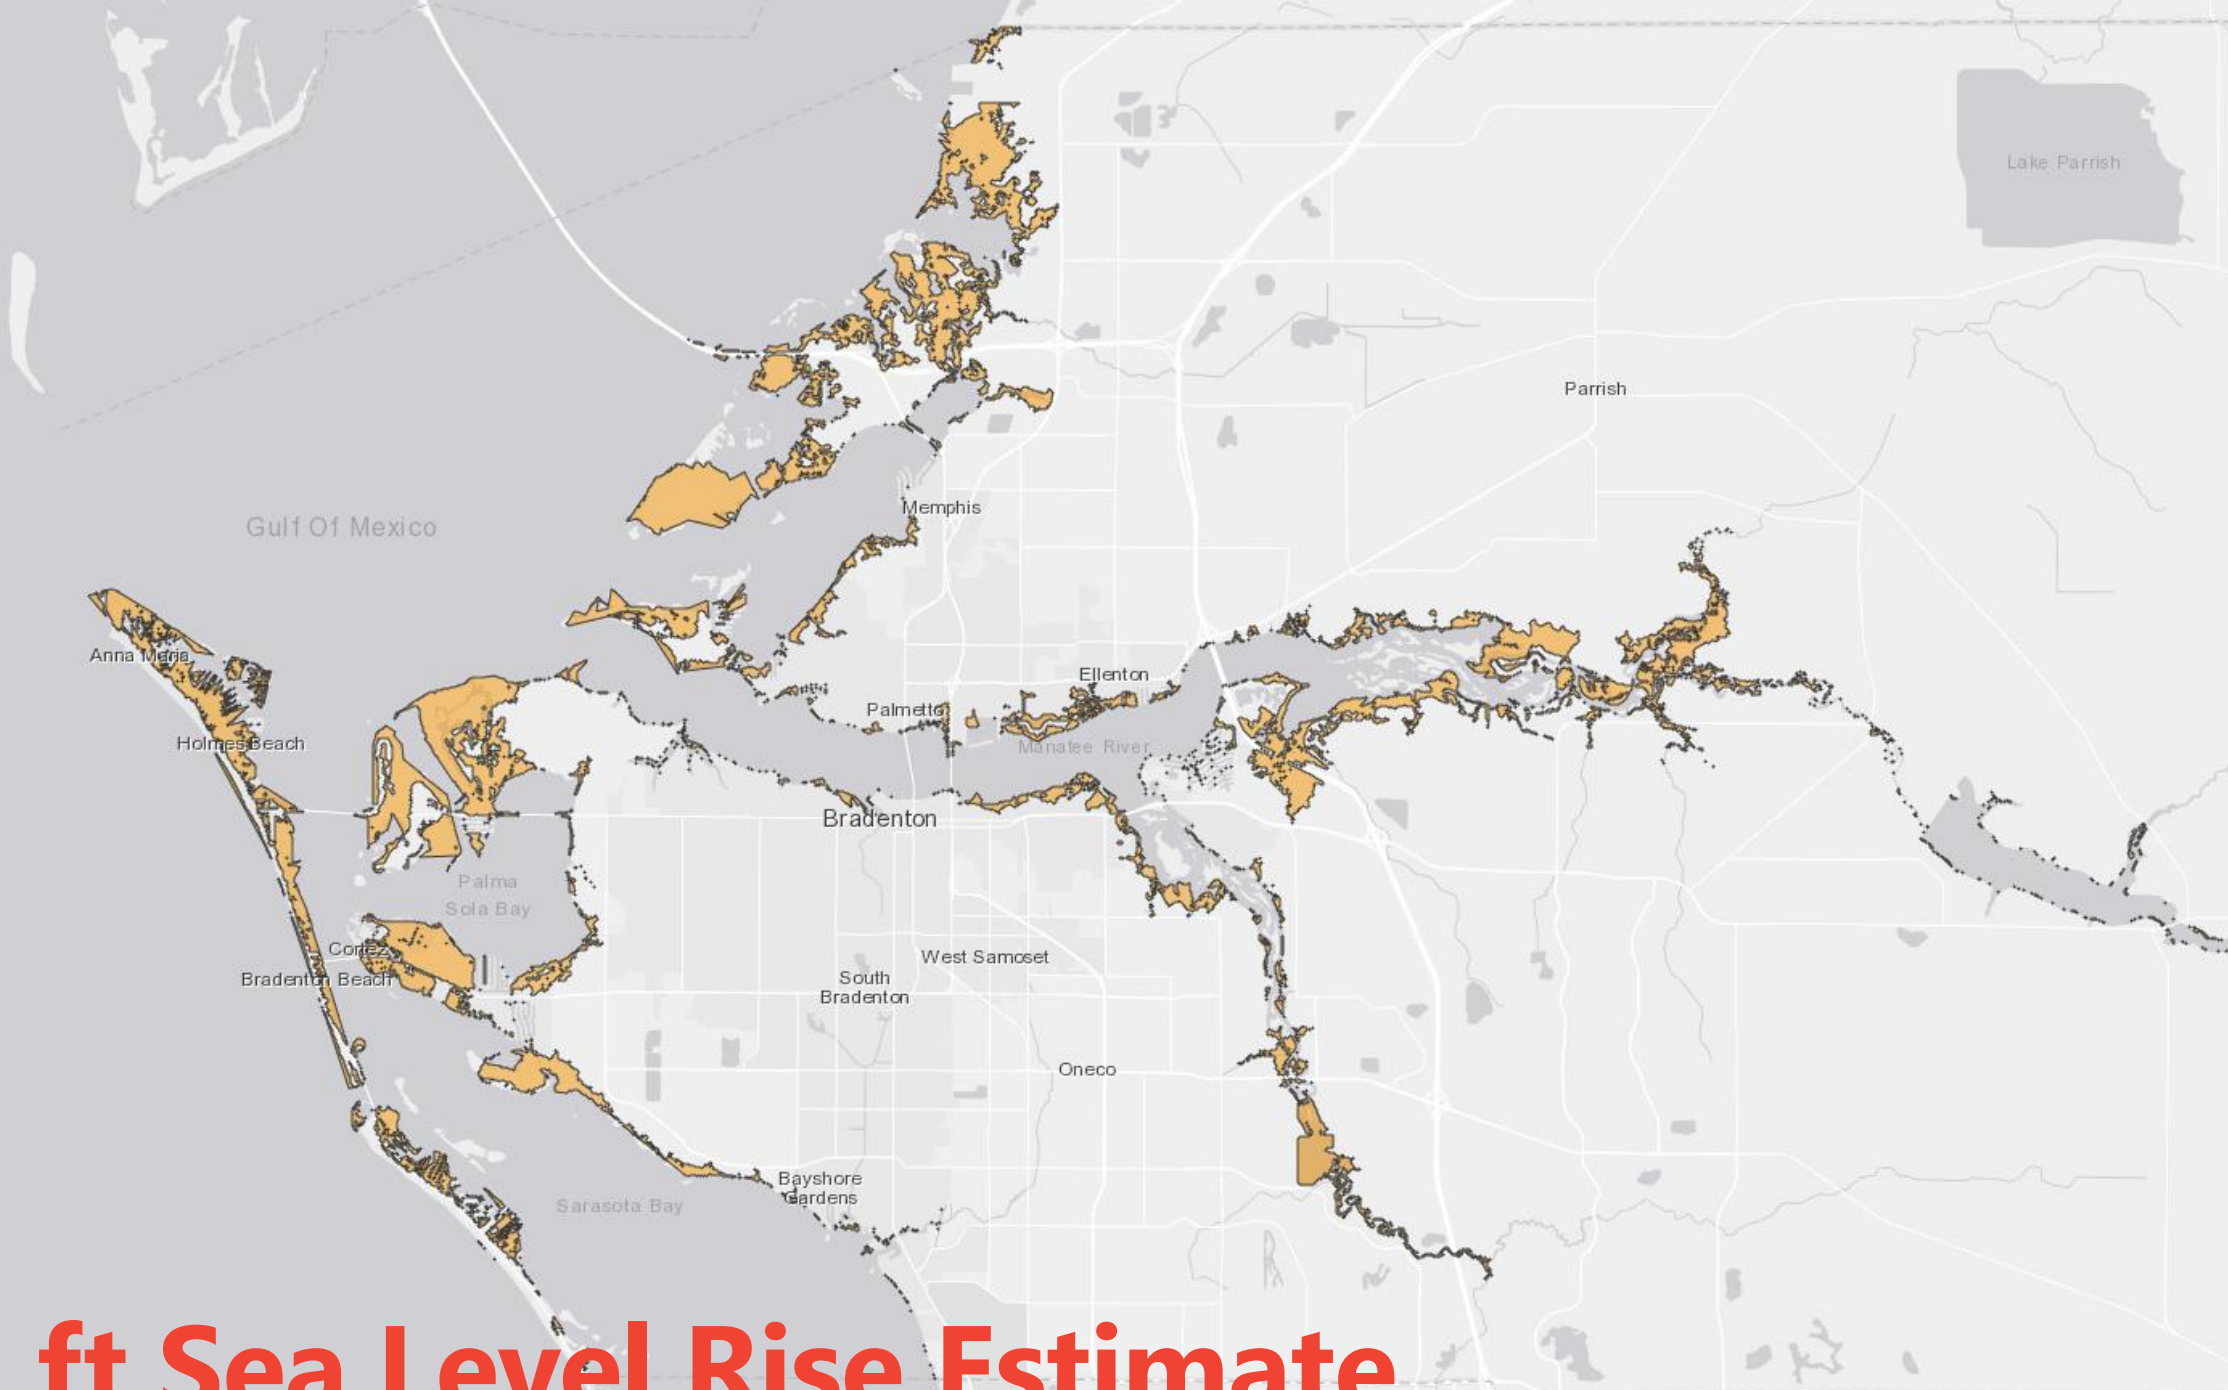 Lake Parrish
Parrish
Memphis
Gulf Of Mexico
Anna Maria
Ellenton
Palmetto
Holmes Beach
Manatee River
Bradenton
Palma
Sola Bay
Cortez
West Samoset
Bradenton Beach
South
Bradenton
Oneco
Bayshore
Gardens
Sarasota Bay
ft Sea Level Rise Estimate